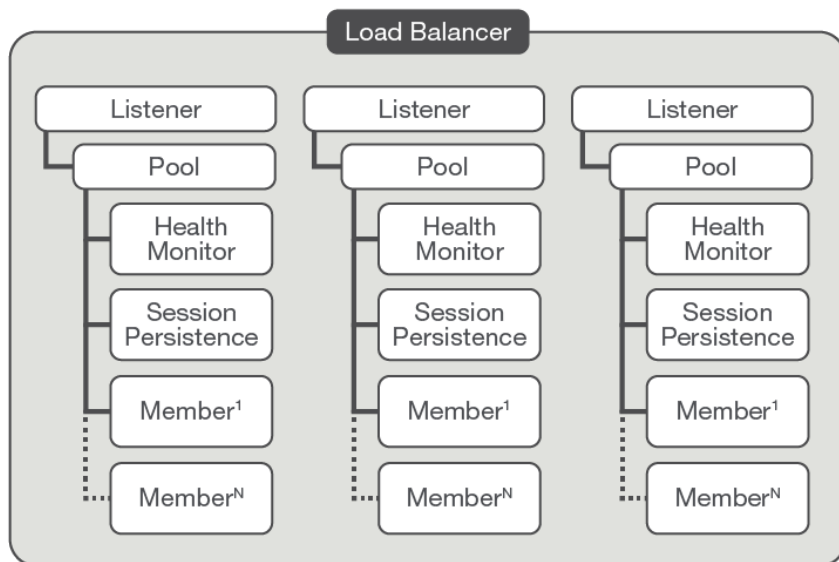 Load Balancer
Listener
Pool
Health
Monitor
Session
Persistence
Member¹
Memberᴺ
Listener
Pool
Health
Monitor
Session
Persistence
Member¹
Memberᴺ
Listener
Pool
Health
Monitor
Session
Persistence
Member¹
Memberᴺ